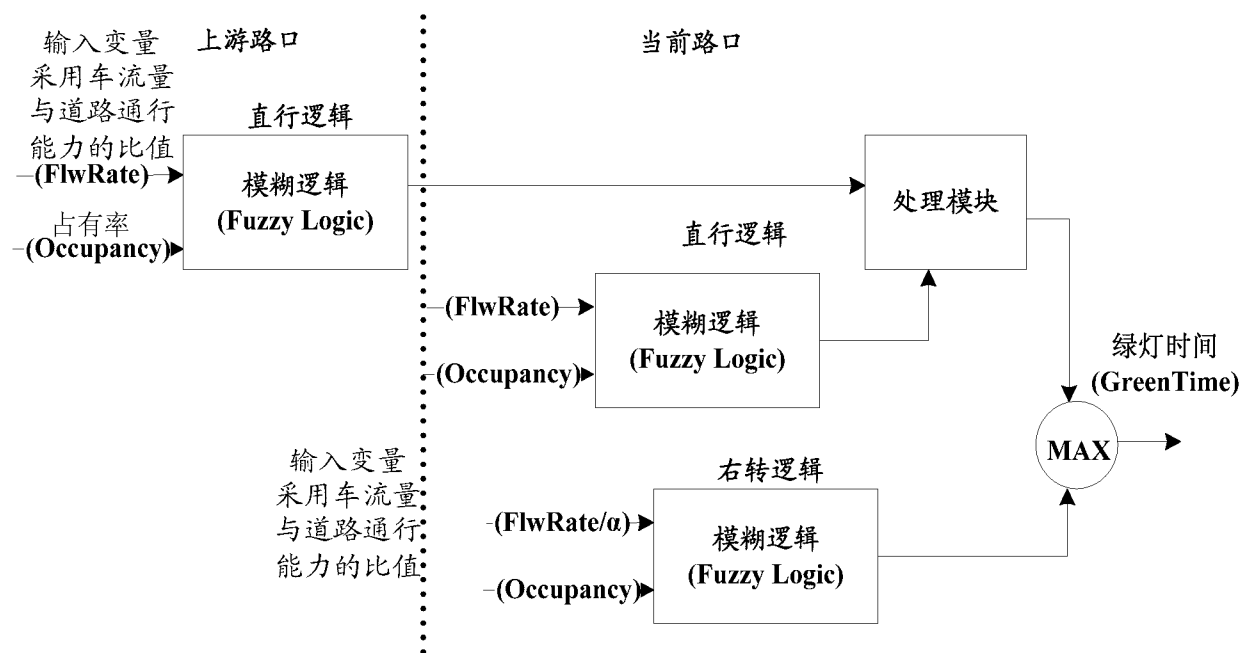 上游路口
当前路口
输入变量
采用车流量
与道路通行
能力的比值
(FlwRate)
占有率
(Occupancy)
直行逻辑
模糊逻辑
(Fuzzy Logic)
处理模块
直行逻辑
(FlwRate)
(Occupancy)
模糊逻辑
(Fuzzy Logic)
绿灯时间
(GreenTime)
MAX
输入变量
采用车流量
与道路通行
能力的比值
右转逻辑
(FlwRate/α)
(Occupancy)
模糊逻辑
(Fuzzy Logic)